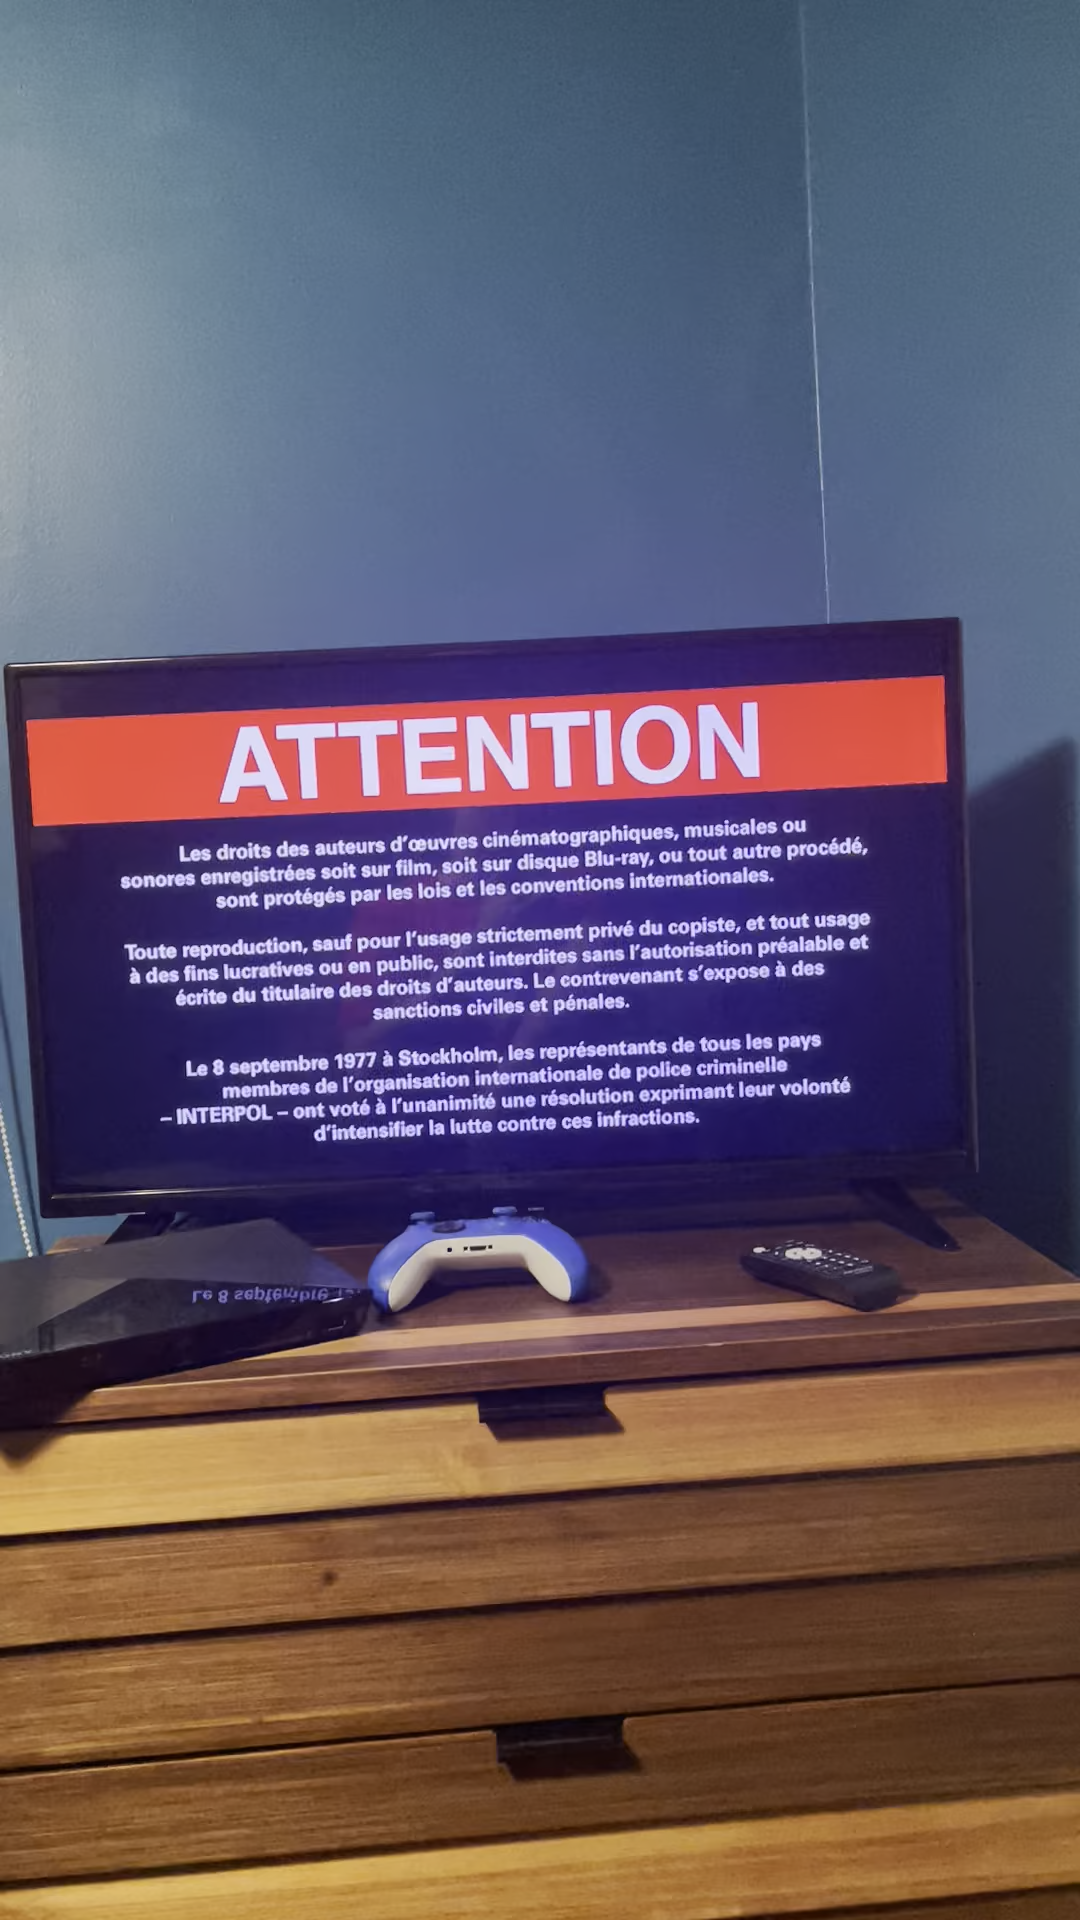 ATTENTION
Les droits des auteurs d'œuvres cinématographiques, musicales ou
sonores enregistrées soit sur film, soit sur disque Blu-ray, ou tout autre procédé,
sont protégés par les lois et les conventions internationales.
Toute reproduction, sauf pour l'usage strictement privé du copiste, et tout usage
à des fins lucratives ou en public, sont interdites sans l'autorisation préalable et
écrite du titulaire des droits d'auteurs. Le contrevenant s'expose à des
sanctions civiles et pénales.
Le 8 septembre 1977 à Stockholm, les représentants de tous les pays
membres de l'organisation internationale de police criminelle
– INTERPOL – ont voté à l'unanimité une résolution exprimant leur volonté
d'intensifier la lutte contre ces infractions.
Le 8 septembre